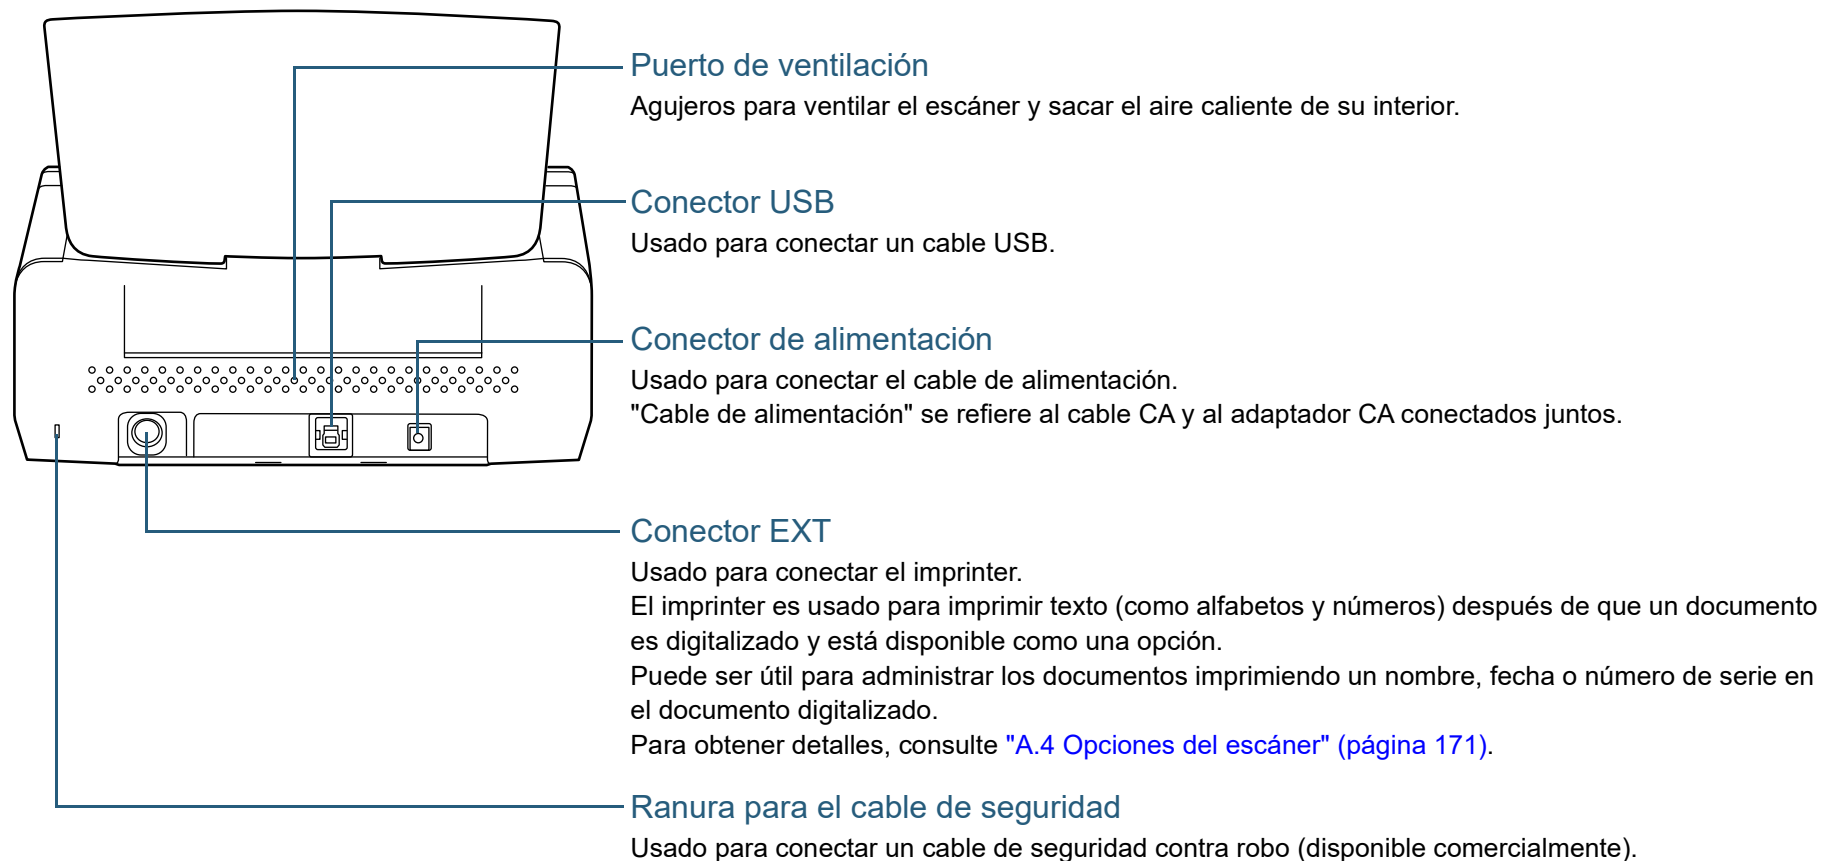 Puerto de ventilación
Agujeros para ventilar el escáner y sacar el aire caliente de su interior.
Conector USB
Usado para conectar un cable USB.
Conector de alimentación
Usado para conectar el cable de alimentación.
"Cable de alimentación" se refiere al cable CA y al adaptador CA conectados juntos.
Conector EXT
Usado para conectar el imprinter.
El imprinter es usado para imprimir texto (como alfabetos y números) después de que un documento
es digitalizado y está disponible como una opción.
Puede ser útil para administrar los documentos imprimiendo un nombre, fecha o número de serie en
el documento digitalizado.
Para obtener detalles, consulte "A.4 Opciones del escáner" (página 171).
Ranura para el cable de seguridad
Usado para conectar un cable de seguridad contra robo (disponible comercialmente).